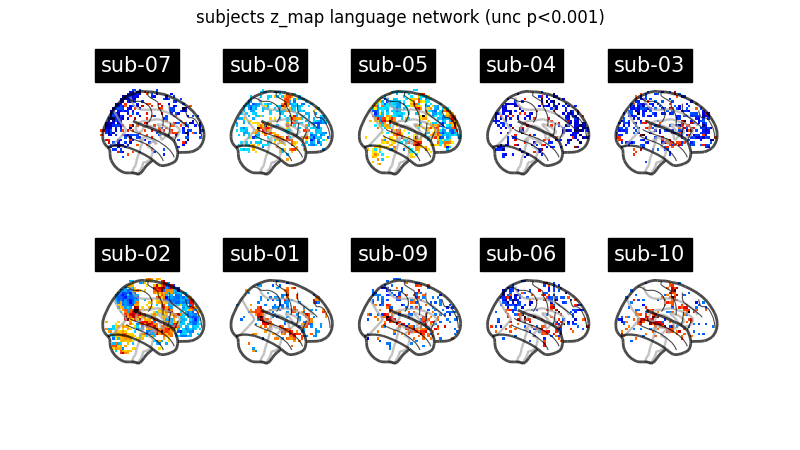 subjects z_map language network (unc p<0.001)
sub-07 sub-08 sub-05 sub-04 sub-03
sub-02 sub-01 sub-09 sub-06 sub-10